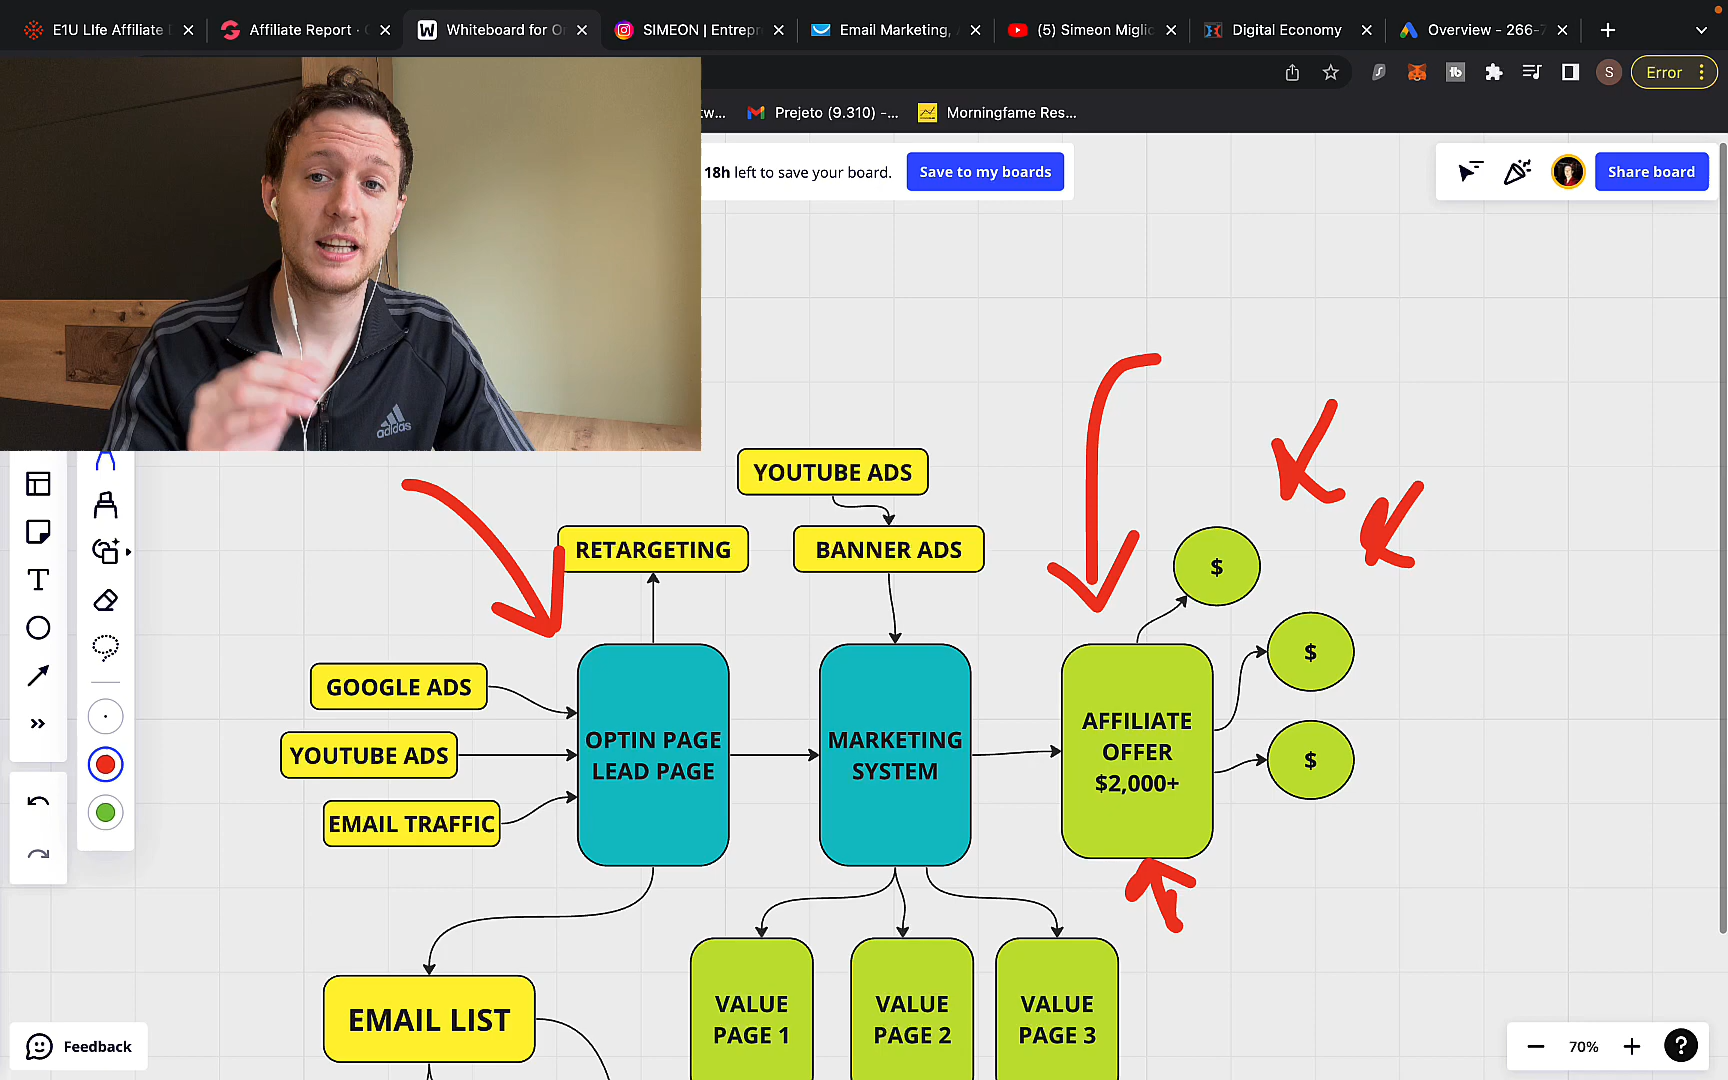 E1U LIfe Affiliate
Affiliate Report ·
Whiteboard for O
SIMEON | Entrepr
Email Marketing,
(5) Simeon Miglic
Digital Economy
Overview - 266-
S
Error
Prejeto (9.310) -...
Morningfame Res...
18h left to save your board.
Save to my boards
Share board
adidas
YOUTUBE ADS
RETARGETING
BANNER ADS
$
$
$
GOOGLE ADS
YOUTUBE ADS
EMAIL TRAFFIC
OPTIN PAGE
LEAD PAGE
MARKETING
SYSTEM
AFFILIATE
OFFER
$2,000+
EMAIL LIST
VALUE
PAGE 1
VALUE
PAGE 2
VALUE
PAGE 3
Feedback
70%